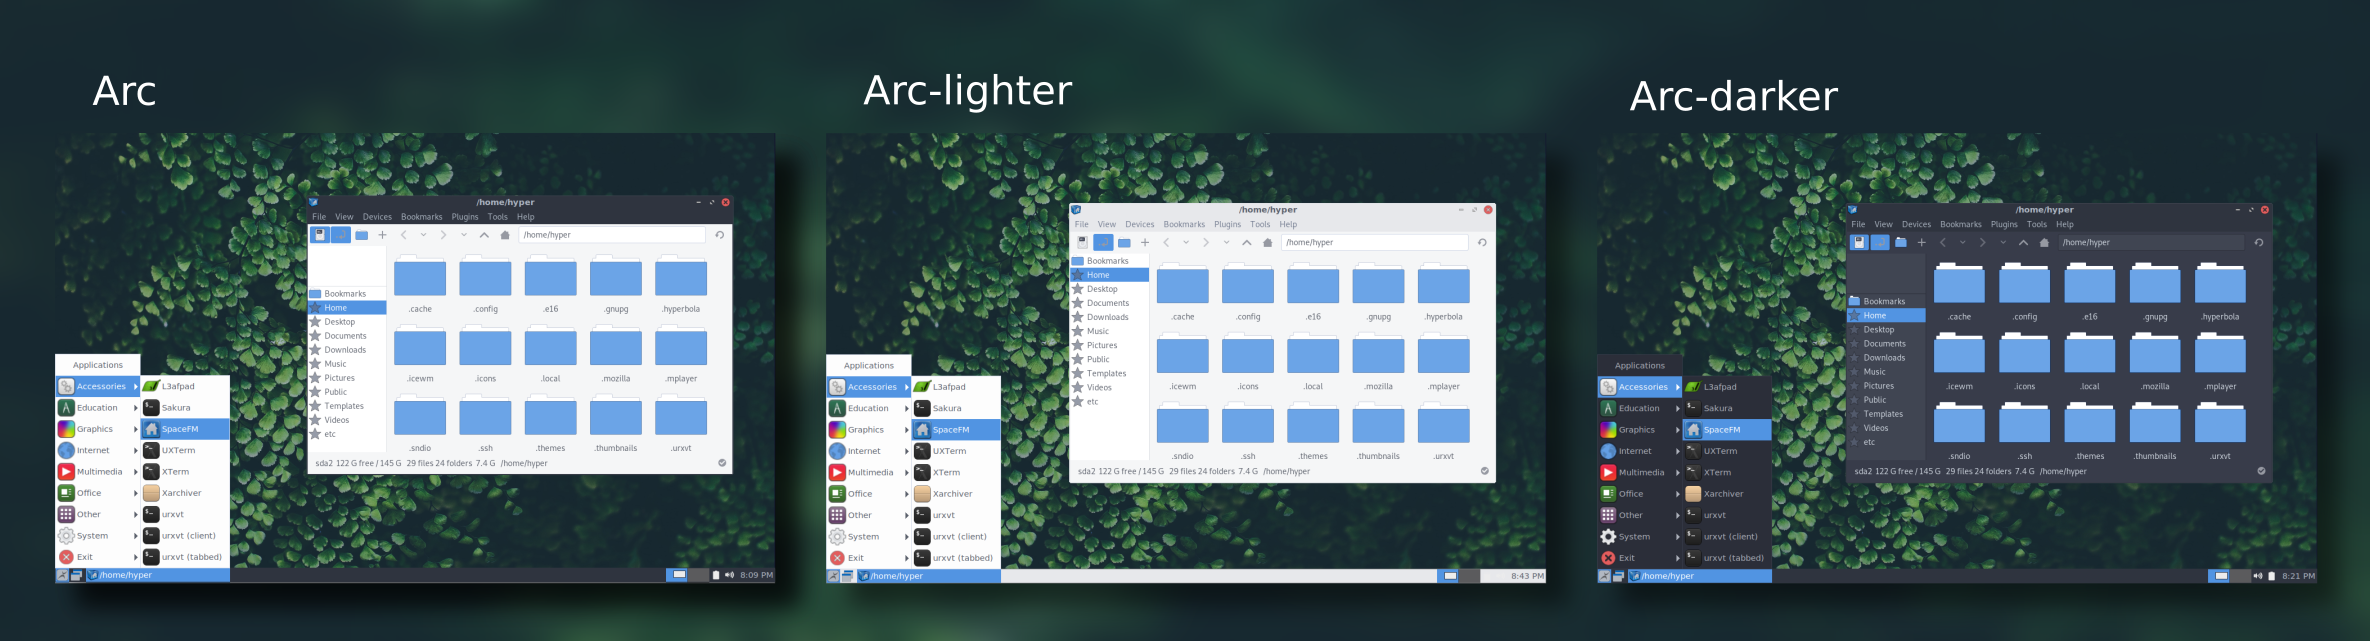 Arc
/home/hyper
File View Devices Bookmarks Plugins Tools Help
/home/hyper
Bookmarks
Home
Desktop
Documents
Downloads
Music
Pictures
Public
Templates
Videos
etc
.cache .config .e16 .gnupg .hyperbola
.icewm .icons .local .mozilla .mplayer
.sndio .ssh .themes .thumbnails .urxvt
sda2 122 G free / 145 G 29 files 24 folders 7.4 G /home/hyper
Applications
Accessories
Education
Graphics
Internet
Multimedia
Office
Other
System
Exit
L3afpad
Sakura
SpaceFM
UXTerm
XTerm
Xarchiver
urxvt
urxvt (client)
urxvt (tabbed)
/home/hyper
8:09 PM
Arc-lighter
/home/hyper
File View Devices Bookmarks Plugins Tools Help
/home/hyper
Bookmarks
Home
Desktop
Documents
Downloads
Music
Pictures
Public
Templates
Videos
etc
.cache .config .e16 .gnupg .hyperbola
.icewm .icons .local .mozilla .mplayer
.sndio .ssh .themes .thumbnails .urxvt
sda2 122 G free / 145 G 29 files 24 folders 7.4 G /home/hyper
Applications
Accessories
Education
Graphics
Internet
Multimedia
Office
Other
System
Exit
L3afpad
Sakura
SpaceFM
UXTerm
XTerm
Xarchiver
urxvt
urxvt (client)
urxvt (tabbed)
/home/hyper
8:43 PM
Arc-darker
/home/hyper
File View Devices Bookmarks Plugins Tools Help
/home/hyper
Bookmarks
Home
Desktop
Documents
Downloads
Music
Pictures
Public
Templates
Videos
etc
.cache .config .e16 .gnupg .hyperbola
.icewm .icons .local .mozilla .mplayer
.sndio .ssh .themes .thumbnails .urxvt
sda2 122 G free / 145 G 29 files 24 folders 7.4 G /home/hyper
Applications
Accessories
Education
Graphics
Internet
Multimedia
Office
Other
System
Exit
L3afpad
Sakura
SpaceFM
UXTerm
XTerm
Xarchiver
urxvt
urxvt (client)
urxvt (tabbed)
/home/hyper
8:21 PM